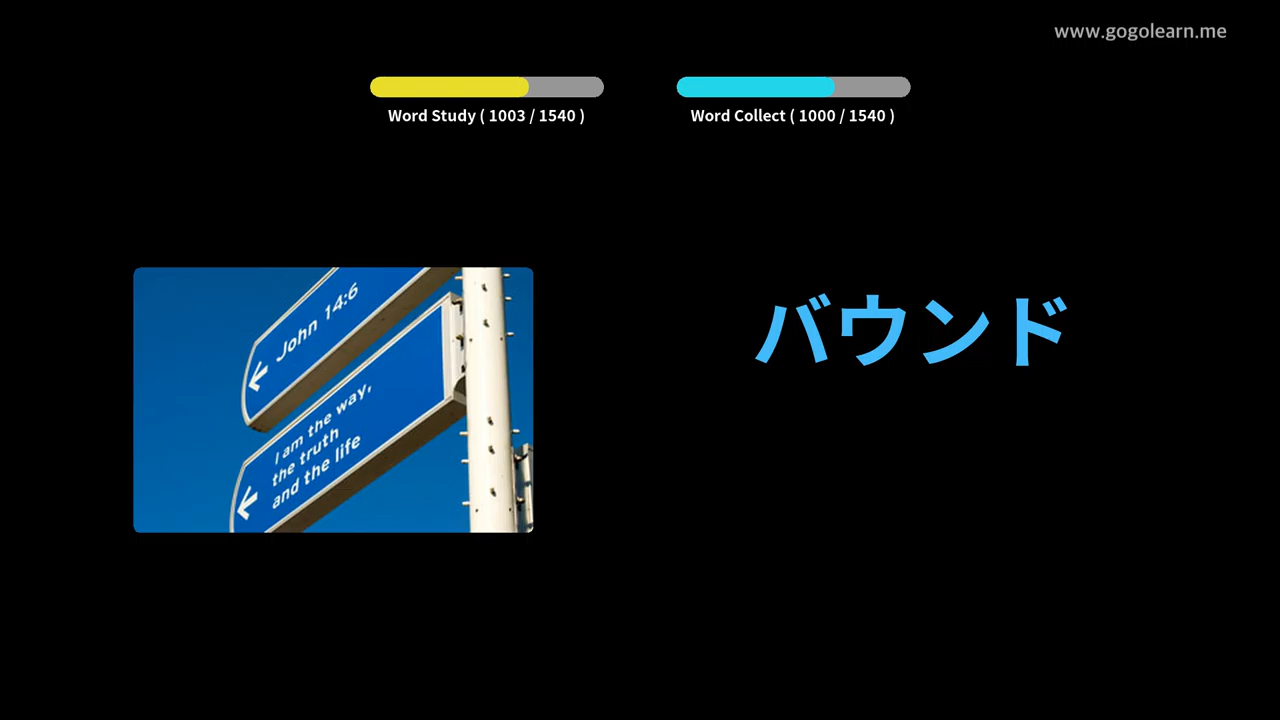 www.gogolearn.me
Word Study ( 1003 / 1540 )
Word Collect ( 1000 / 1540 )
John 14:6
I am the way,
the truth
and the life
バウンド